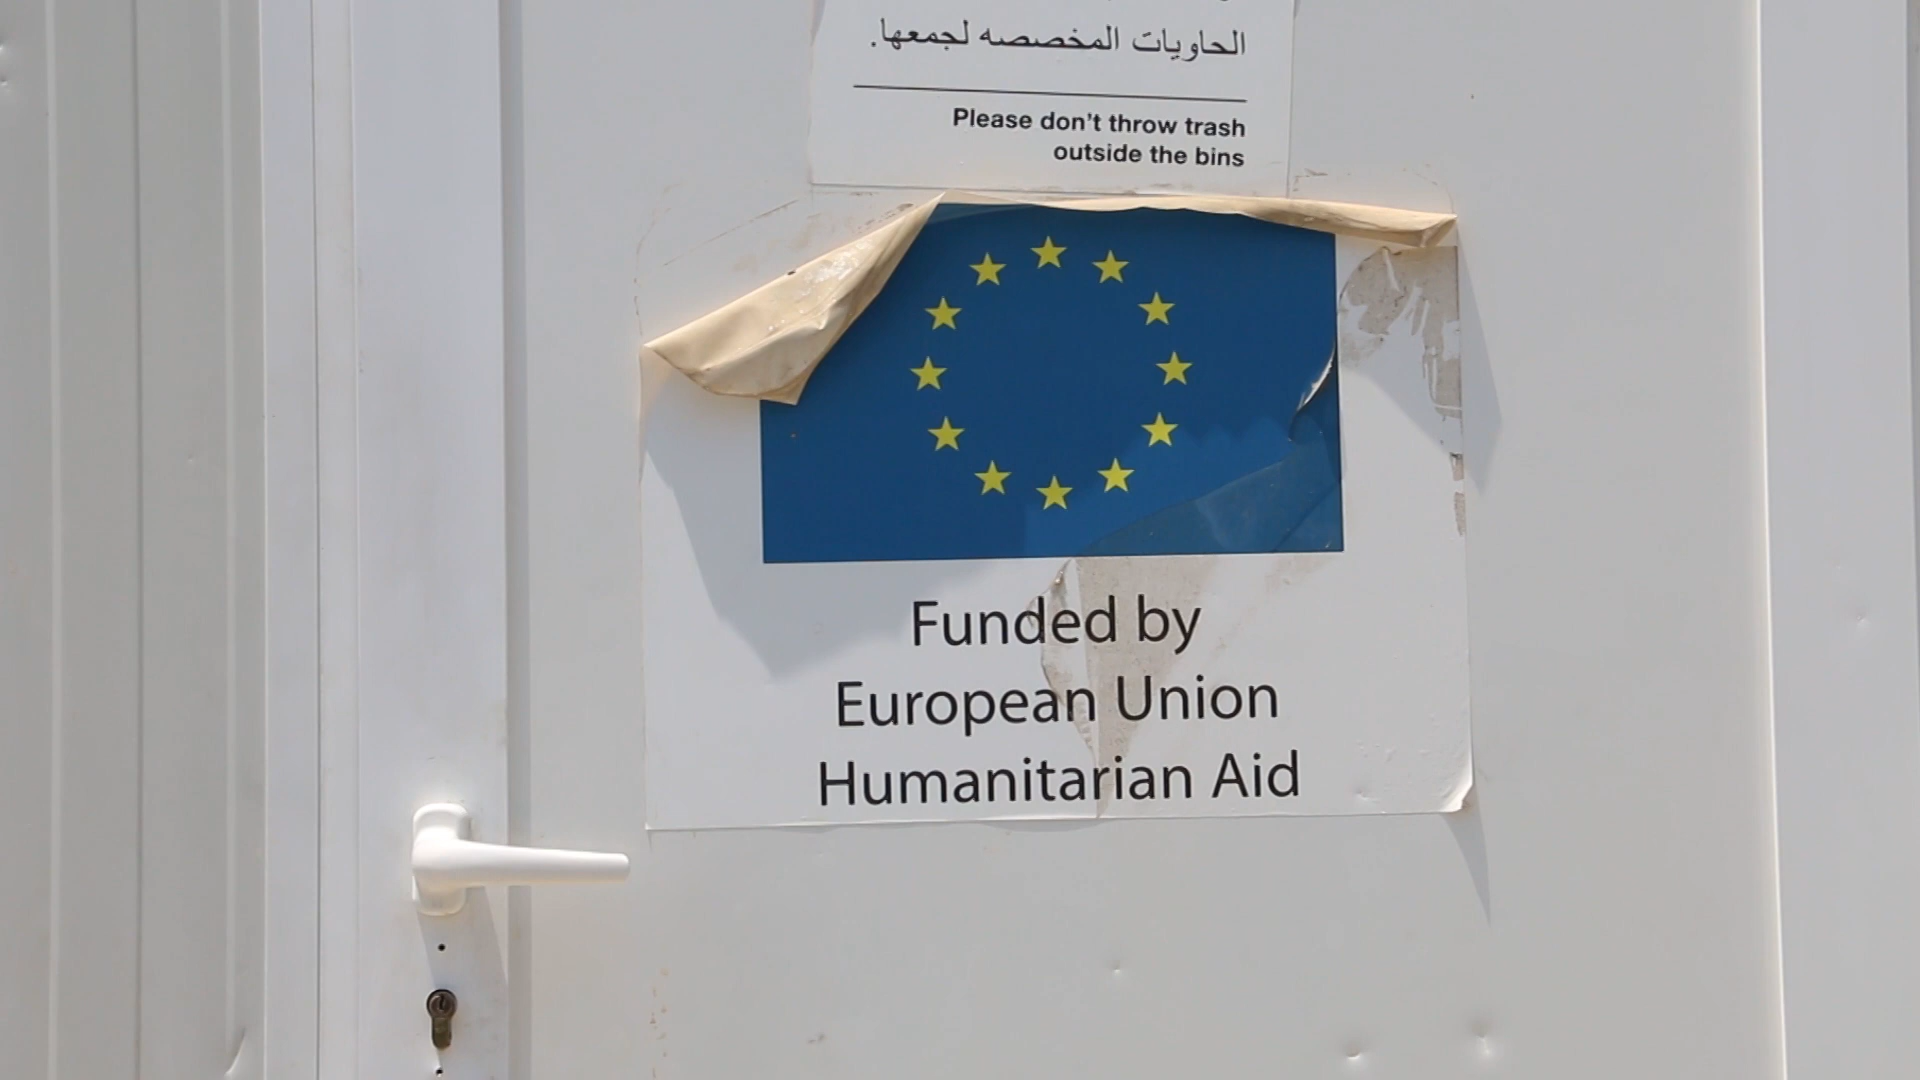 الحاويات المخصصه لجمعها.
Please don't throw trash
outside the bins
Funded by
European Union
Humanitarian Aid